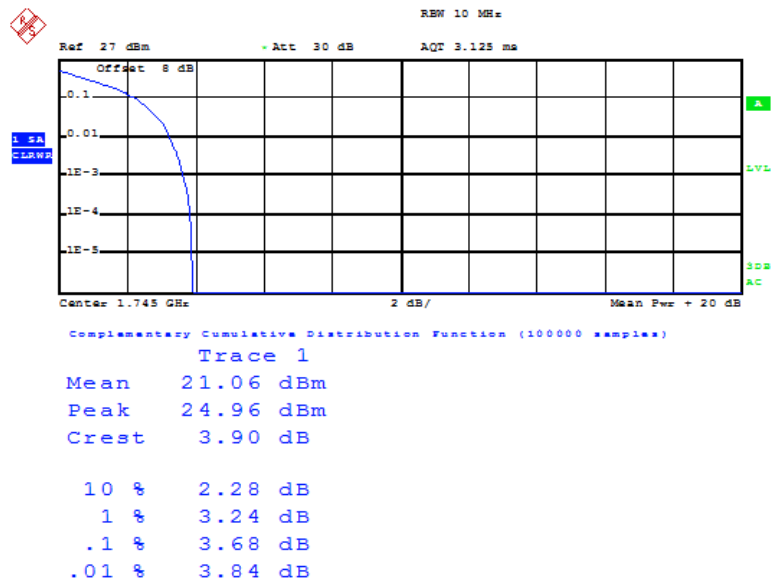 RBW 10 MHz
Ref 27 dBm * Att 30 dB AQT 3.125 ms
Offset 8 dB
0.1
A
1 SA
CLRWR
0.01
LVL
1E-3
1E-4
1E-5
3DB
AC
Center 1.745 GHz 2 dB/ Mean Pwr + 20 dB
Complementary Cumulative Distribution Function (100000 samples)
Trace 1
Mean 21.06 dBm
Peak 24.96 dBm
Crest 3.90 dB
10 % 2.28 dB
1 % 3.24 dB
.1 % 3.68 dB
.01 % 3.84 dB